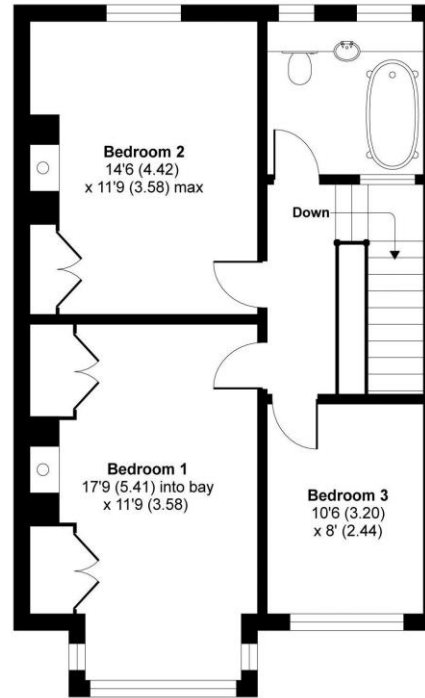 Bedroom 2
14'6 (4.42)
x 11'9 (3.58) max
Down
Bedroom 1
17'9 (5.41) into bay
x 11'9 (3.58)
Bedroom 3
10'6 (3.20)
x 8' (2.44)